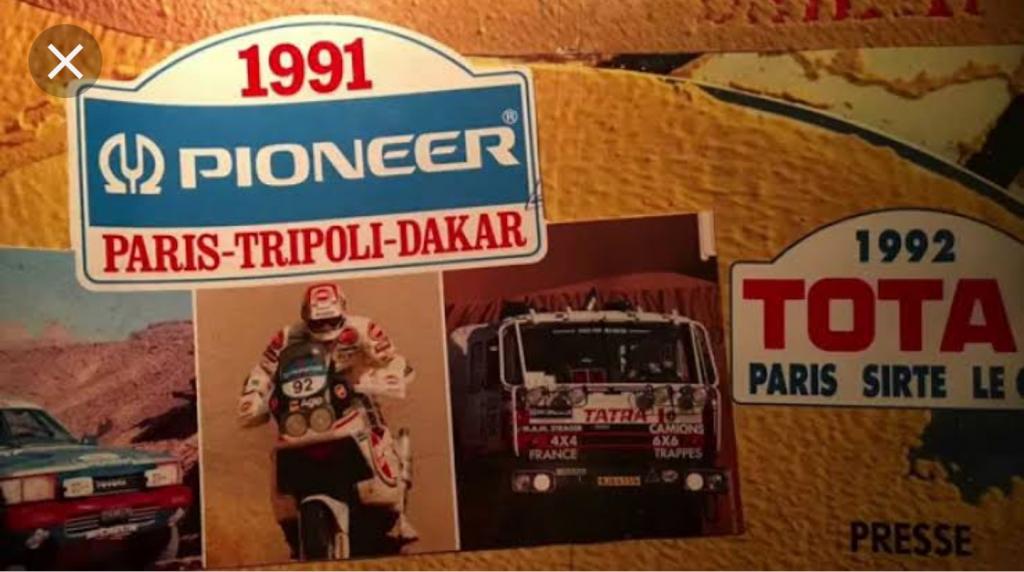 1991
PIONEER®
PARIS-TRIPOLI-DAKAR
1992
TOTA
PARIS SIRTE LE
92
TATRA
CAMIONS
4X4
6X6
FRANCE
TRAPPES
PRESSE